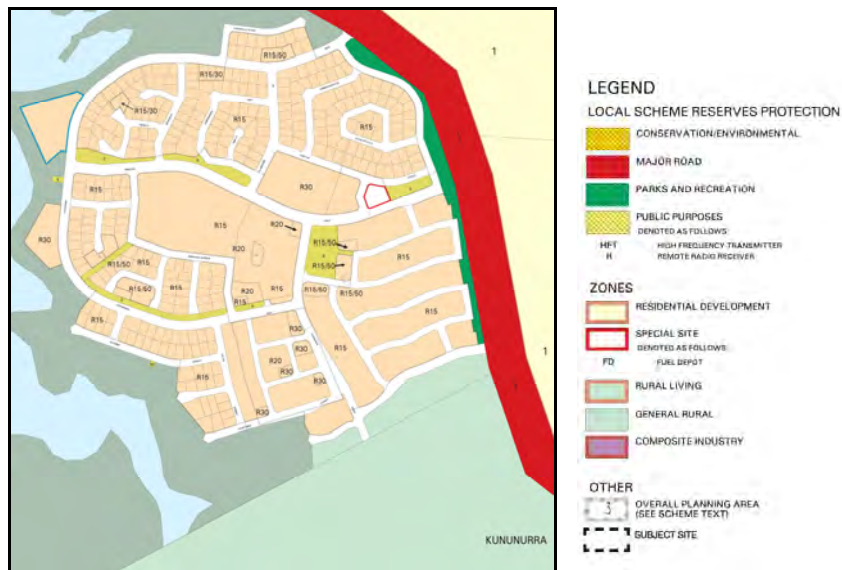 R15/50
1
R15/30
R15/30
R15
R15
R30
R15
R15
R20
R15/50
R30
R20
R15/50
R15
R15/50
R15
R15/50
R15
R20
R15
R15/50
R15/50
R15
R15
R30
R15
R15
R20
R30
R30
R30
R15
R30
1
1
KUNUNURRA
LEGEND
LOCAL SCHEME RESERVES PROTECTION
CONSERVATION/ENVIRONMENTAL
MAJOR ROAD
PARKS AND RECREATION
PUBLIC PURPOSES
DENOTED AS FOLLOWS
HFT HIGH FREQUENCY TRANSMITTER
R REMOTE RADIO RECEIVER
ZONES
RESIDENTIAL DEVELOPMENT
SPECIAL SITE
DENOTED AS FOLLOWS
FD FUEL DEPOT
RURAL LIVING
GENERAL RURAL
COMPOSITE INDUSTRY
OTHER
3 OVERALL PLANNING AREA
(SEE SCHEME TEXT)
SUBJECT SITE